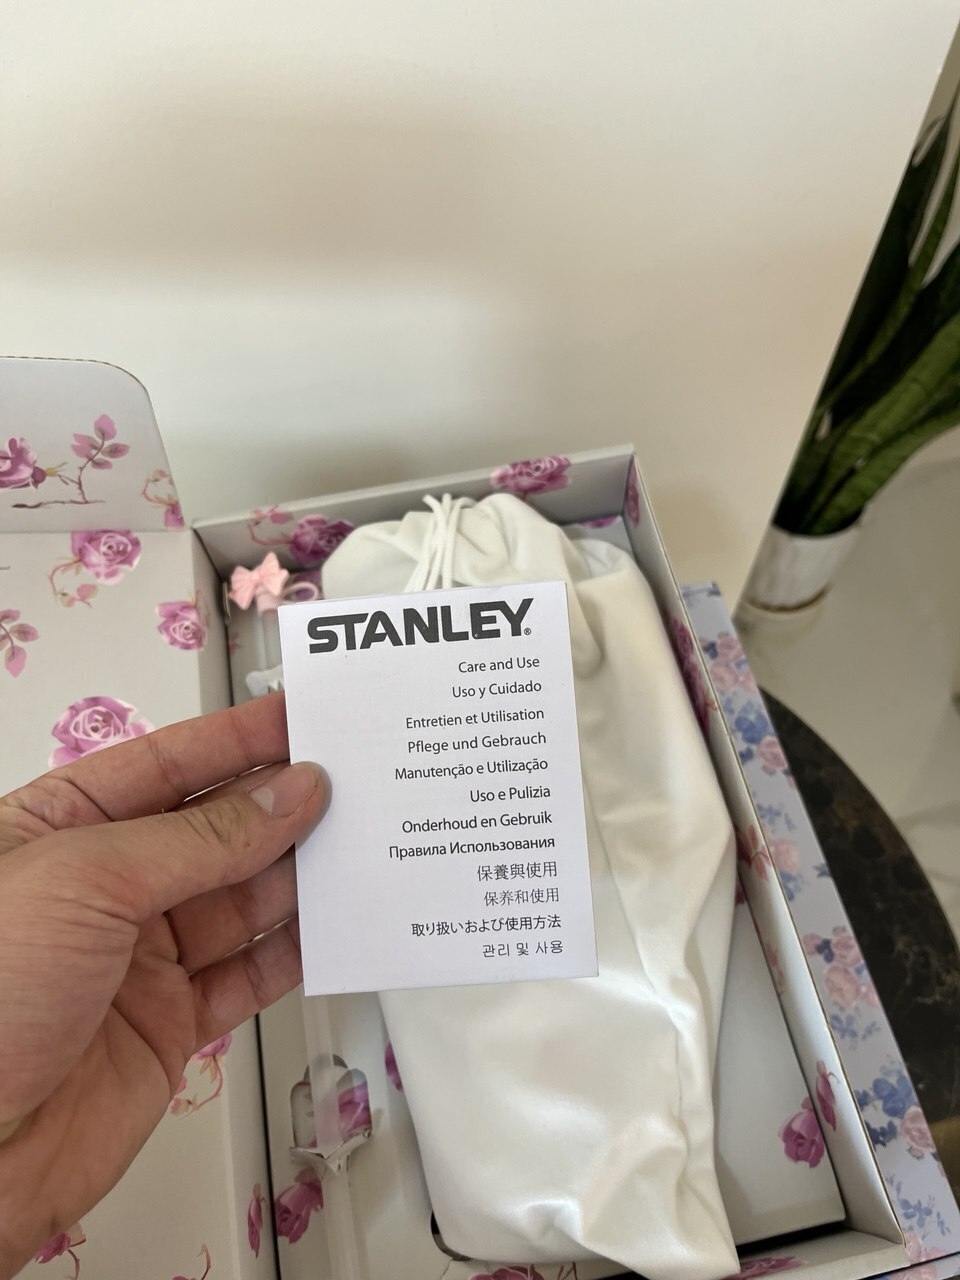 STANLEY®
Care and Use
Uso y Cuidado
Entretien et Utilisation
Pflege und Gebrauch
Manutenção e Utilização
Uso e Pulizia
Onderhoud en Gebruik
Правила Использования
保養與使用
保养和使用
取り扱いおよび使用方法
관리 및 사용